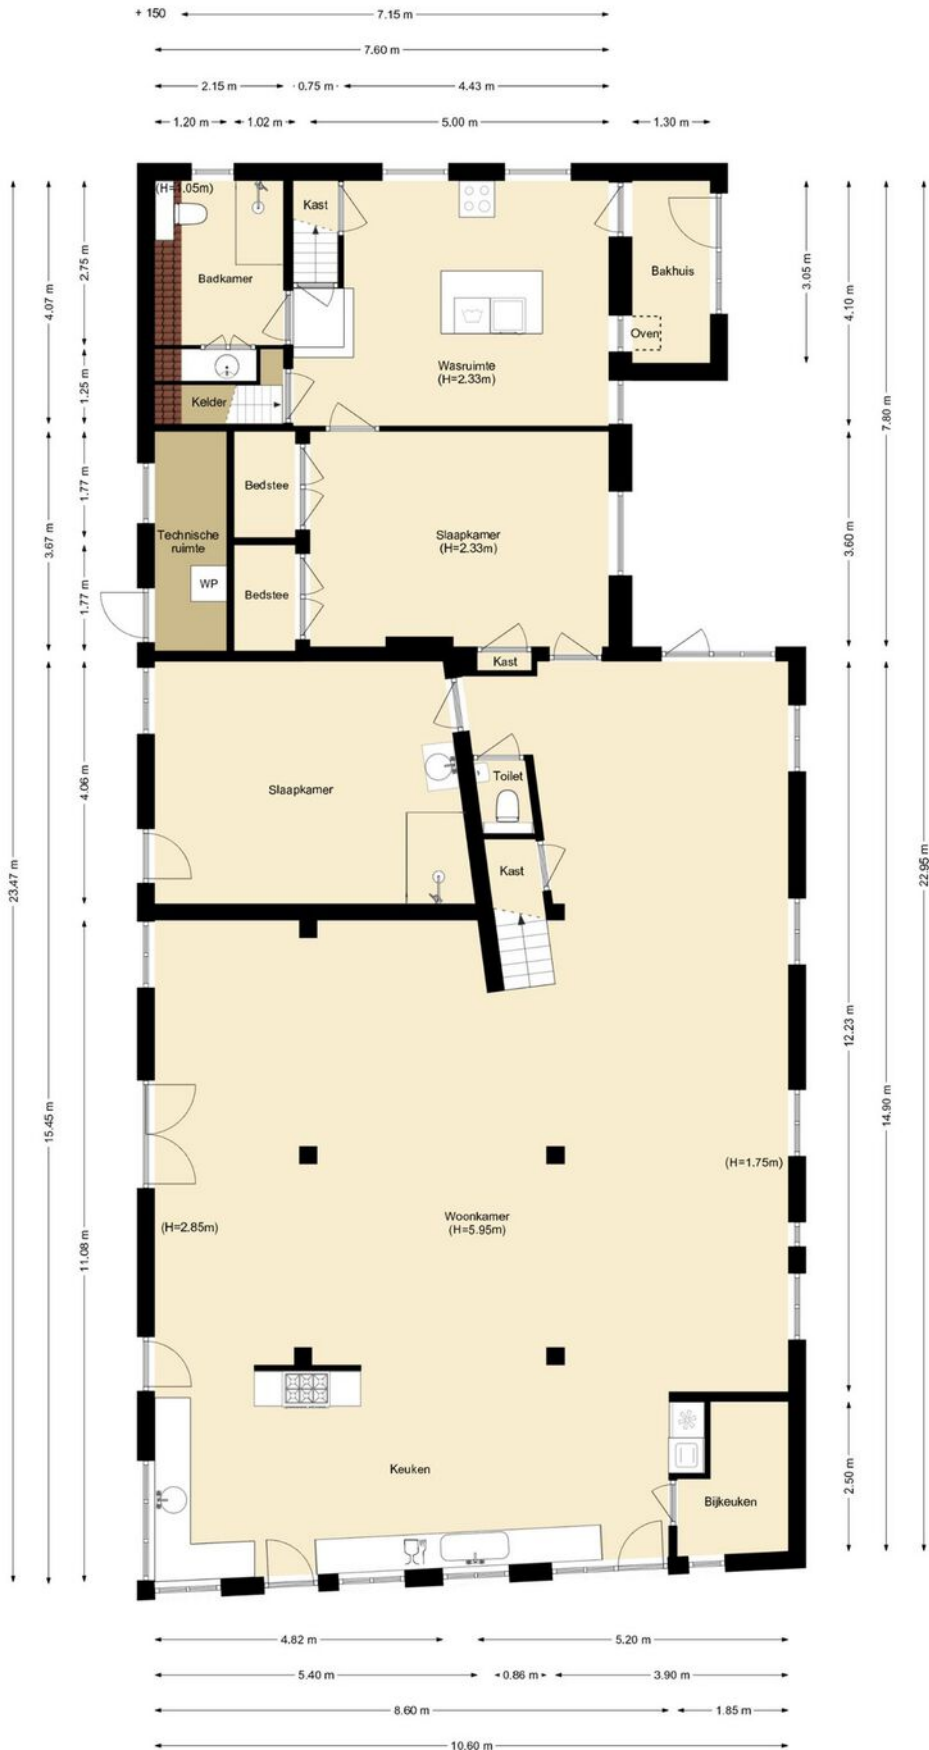 + 150
7.15 m
7.60 m
2.15 m
0.75 m
4.43 m
1.20 m
1.02 m
5.00 m
1.30 m
(H=1.05m)
Kast
Badkamer
Bakhuis
Oven
Wasruimte
(H=2.33m)
Kelder
Bedstee
Technische
ruimte
Slaapkamer
(H=2.33m)
WP
Bedstee
Kast
Slaapkamer
Toilet
Kast
(H=1.75m)
Woonkamer
(H=5.95m)
(H=2.85m)
Keuken
Bijkeuken
23.47 m
4.07 m
3.67 m
15.45 m
2.75 m
1.25 m
1.77 m
1.77 m
4.06 m
11.08 m
3.05 m
4.10 m
3.60 m
12.23 m
2.50 m
7.80 m
14.90 m
22.95 m
4.82 m
5.20 m
5.40 m
0.86 m
3.90 m
8.60 m
1.85 m
10.60 m